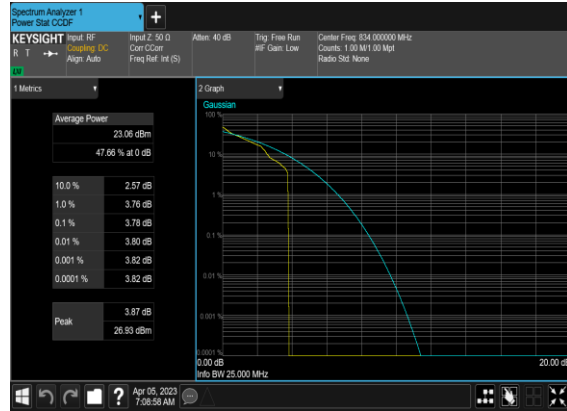 Spectrum Analyzer 1
Power Stat CCDF
KEYSIGHT
R T
LXI
Input: RF
Coupling: DC
Align: Auto
Input Z: 50 Ω
Corr CCorr
Freq Ref: Int (S)
Atten: 40 dB
Trig: Free Run
#IF Gain: Low
Center Freq: 834.000000 MHz
Counts: 1.00 M/1.00 Mpt
Radio Std: None
1 Metrics
Average Power
23.06 dBm
47.66 % at 0 dB
10.0 % 2.57 dB
1.0 % 3.76 dB
0.1 % 3.78 dB
0.01 % 3.80 dB
0.001 % 3.82 dB
0.0001 % 3.82 dB
Peak 3.87 dB
26.93 dBm
2 Graph
Gaussian
100 %
10 %
1 %
0.1 %
0.01 %
0.001 %
0.0001 %
0.00 dB
20.00 dB
Info BW 25.000 MHz
Apr 05, 2023
7:08:58 AM